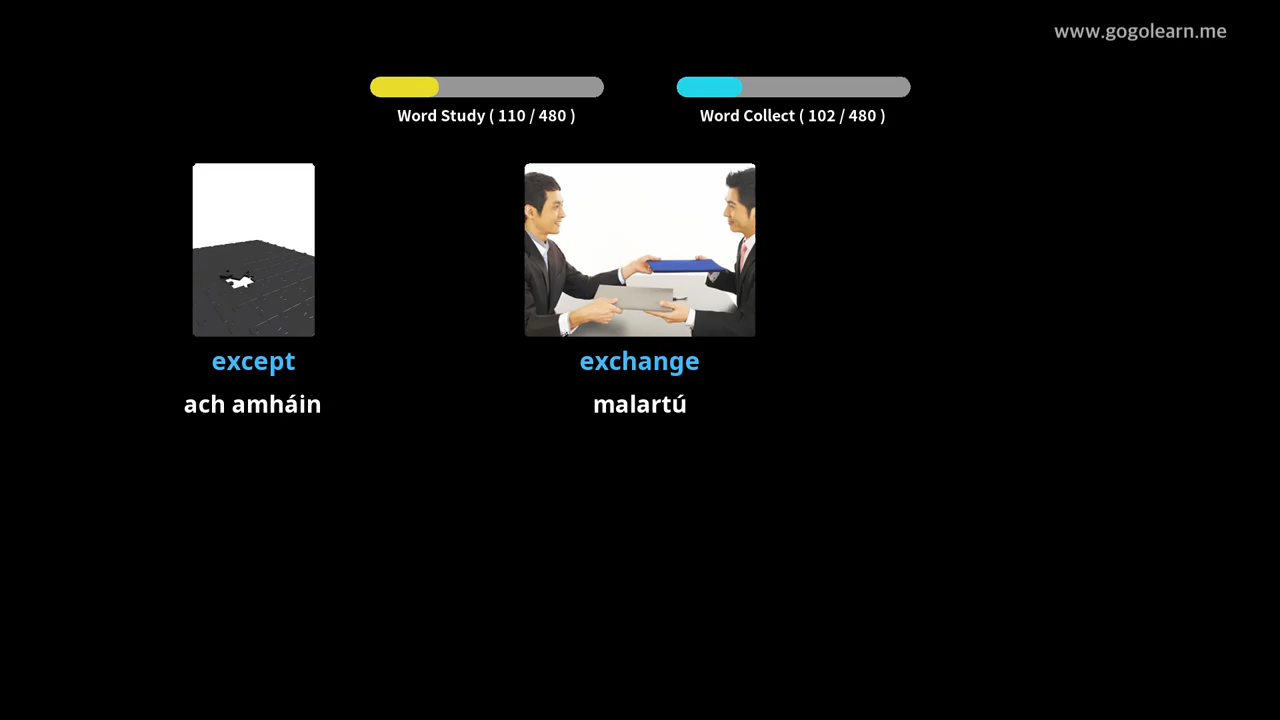 www.gogolearn.me
Word Study ( 110 / 480 )
Word Collect ( 102 / 480 )
except
exchange
ach amháin
malartú